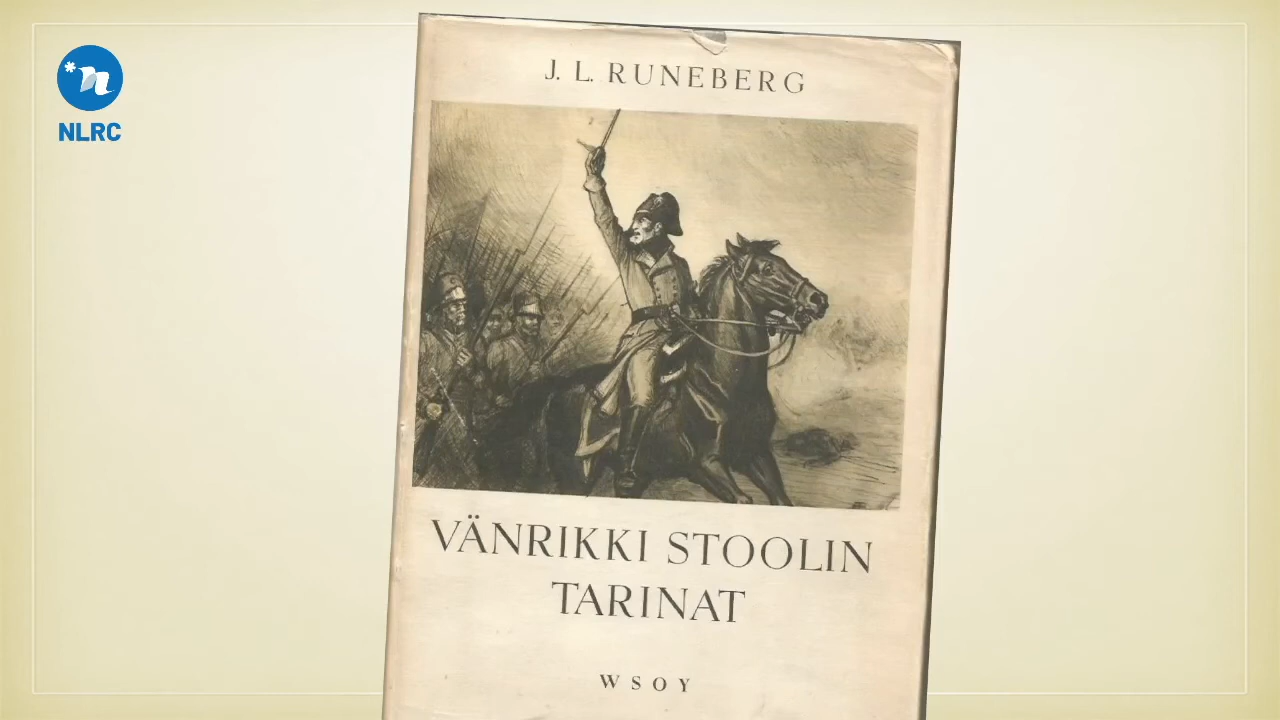 NLRC
J. L. RUNEBERG
VÄNRIKKI STOOLIN
TARINAT
WSOY